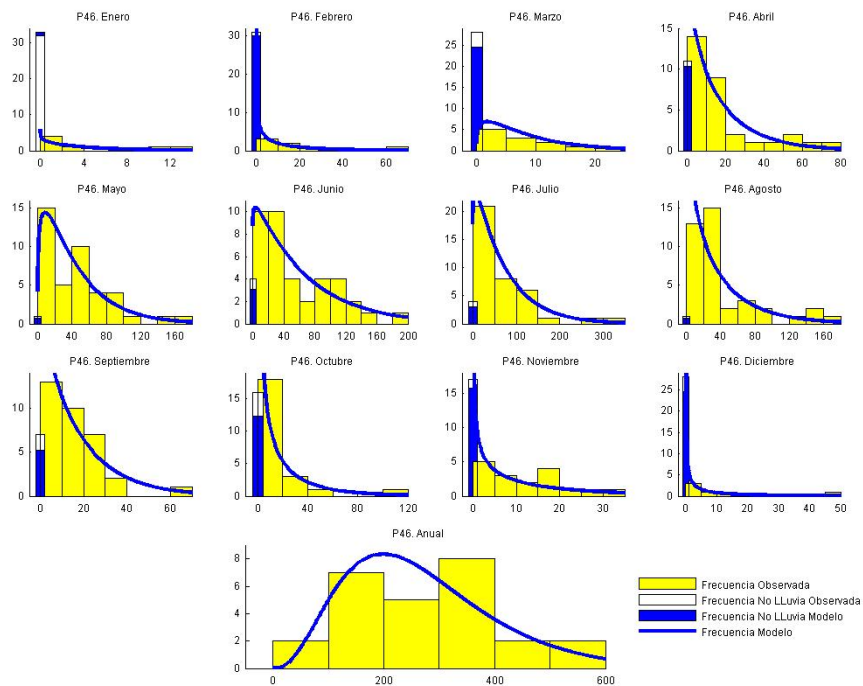 P46. Enero
P46. Febrero
P46. Marzo
P46. Abril
30
20
10
0
0 4 8 12
30
20
10
0
0 20 40 60
25
20
15
10
5
0
0 10 20
15
10
5
0
0 20 40 60 80
P46. Mayo
P46. Junio
P46. Julio
P46. Agosto
15
10
5
0
0 40 80 120 160
10
8
6
4
2
0
0 40 80 120 160 200
20
15
10
5
0
0 100 200 300
15
10
5
0
0 40 80 120 160
P46. Septiembre
P46. Octubre
P46. Noviembre
P46. Diciembre
10
5
0
0 20 40 60
15
10
5
0
0 20 40 60 80 100 120
15
10
5
0
0 10 20 30
25
20
15
10
5
0
0 10 20 30 40 50
P46. Anual
8
6
4
2
0
0 200 400 600
Frecuencia Observada
Frecuencia No LLuvia Observada
Frecuencia No LLuvia Modelo
Frecuencia Modelo